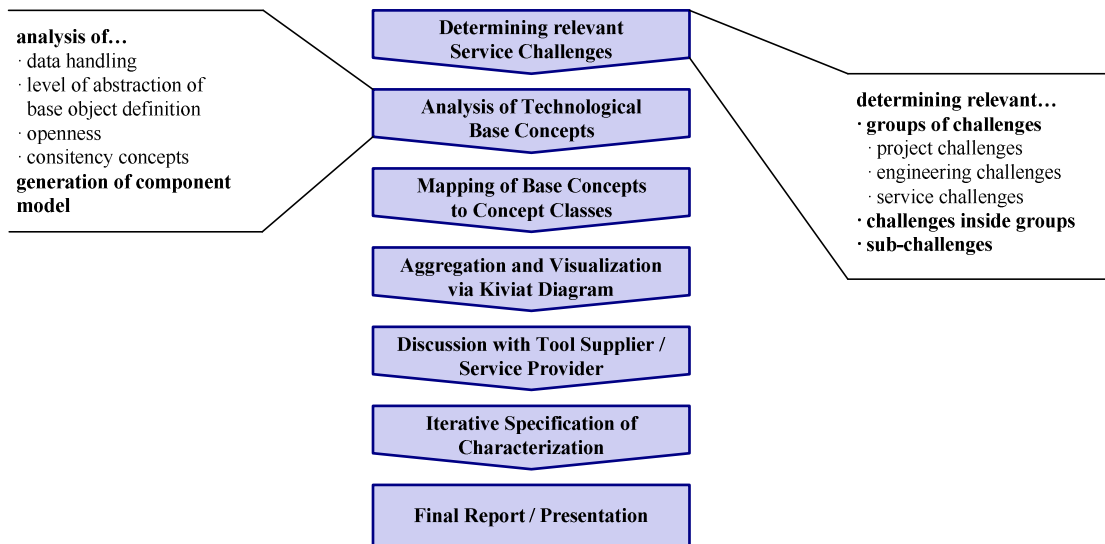 analysis of…
· data handling
· level of abstraction of
base object definition
· openness
· consitency concepts
generation of component
model
Determining relevant
Service Challenges
Analysis of Technological
Base Concepts
Mapping of Base Concepts
to Concept Classes
Aggregation and Visualization
via Kiviat Diagram
Discussion with Tool Supplier /
Service Provider
Iterative Specification of
Characterization
Final Report / Presentation
determining relevant…
· groups of challenges
· project challenges
· engineering challenges
· service challenges
· challenges inside groups
· sub-challenges